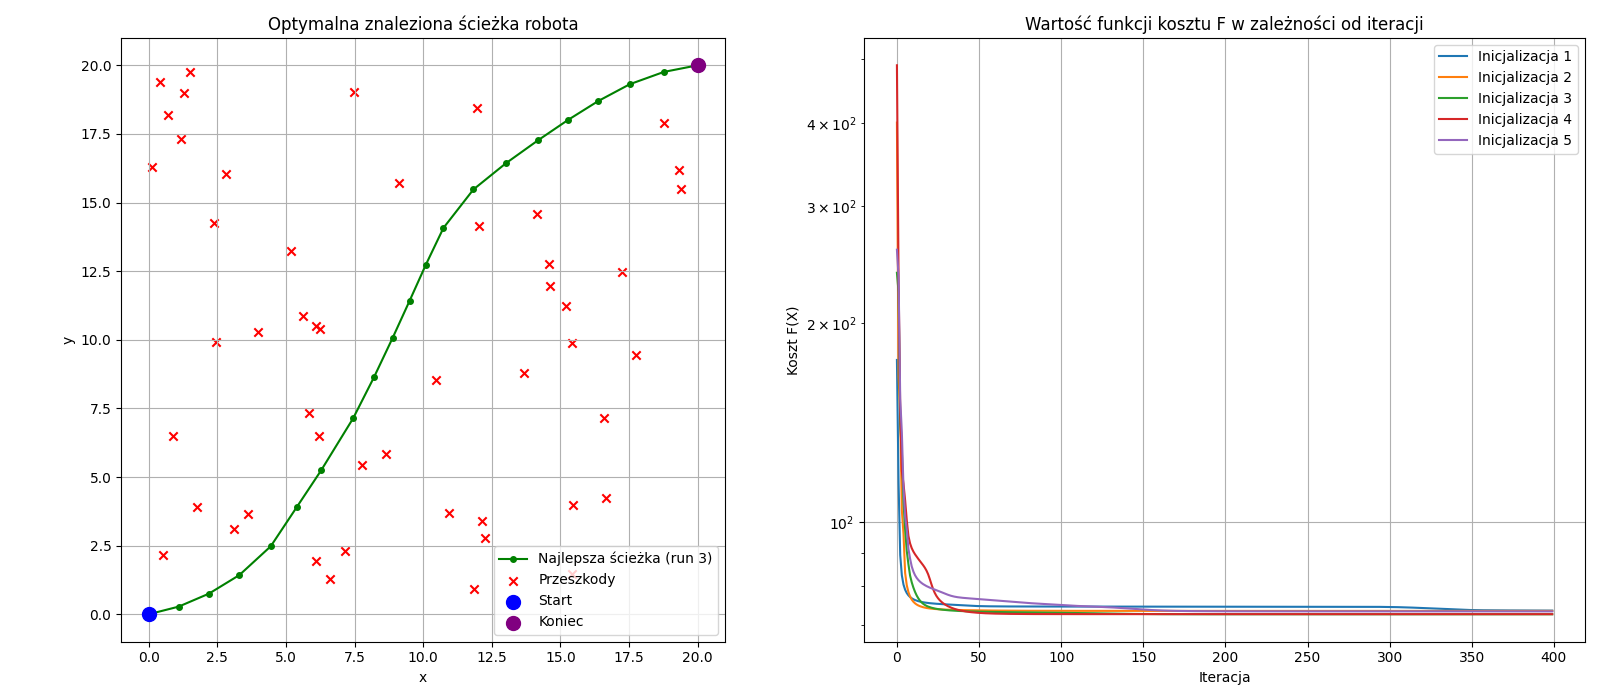 Optymalna znaleziona ścieżka robota
20.0
17.5
15.0
12.5
10.0
7.5
5.0
2.5
0.0
y
0.0 2.5 5.0 7.5 10.0 12.5 15.0 17.5 20.0
x
Najlepsza ścieżka (run 3)
Przeszkody
Start
Koniec
Wartość funkcji kosztu F w zależności od iteracji
Inicjalizacja 1
Inicjalizacja 2
Inicjalizacja 3
Inicjalizacja 4
Inicjalizacja 5
4 × 10²
3 × 10²
2 × 10²
10²
Koszt F(X)
0 50 100 150 200 250 300 350 400
Iteracja